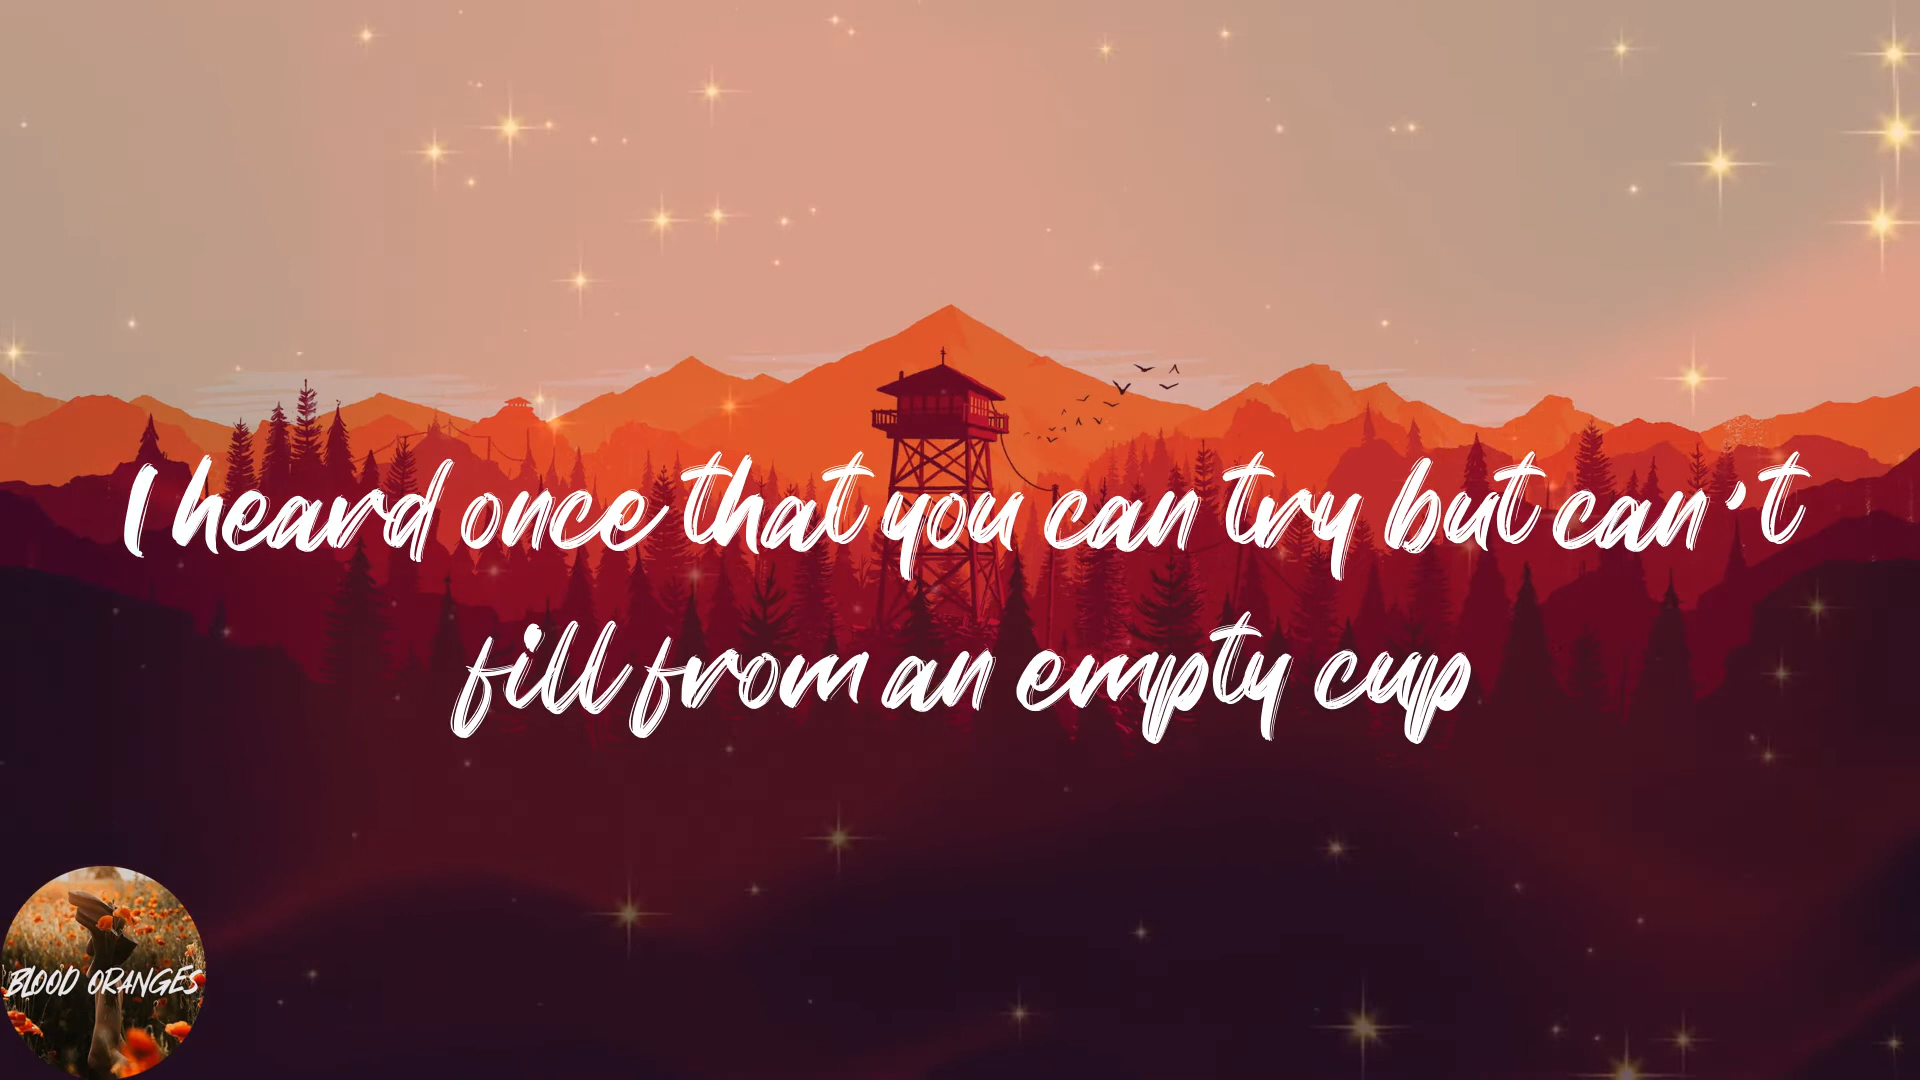 I heard once that you can try but can't
fill from an empty cup
BLOOD ORANGES